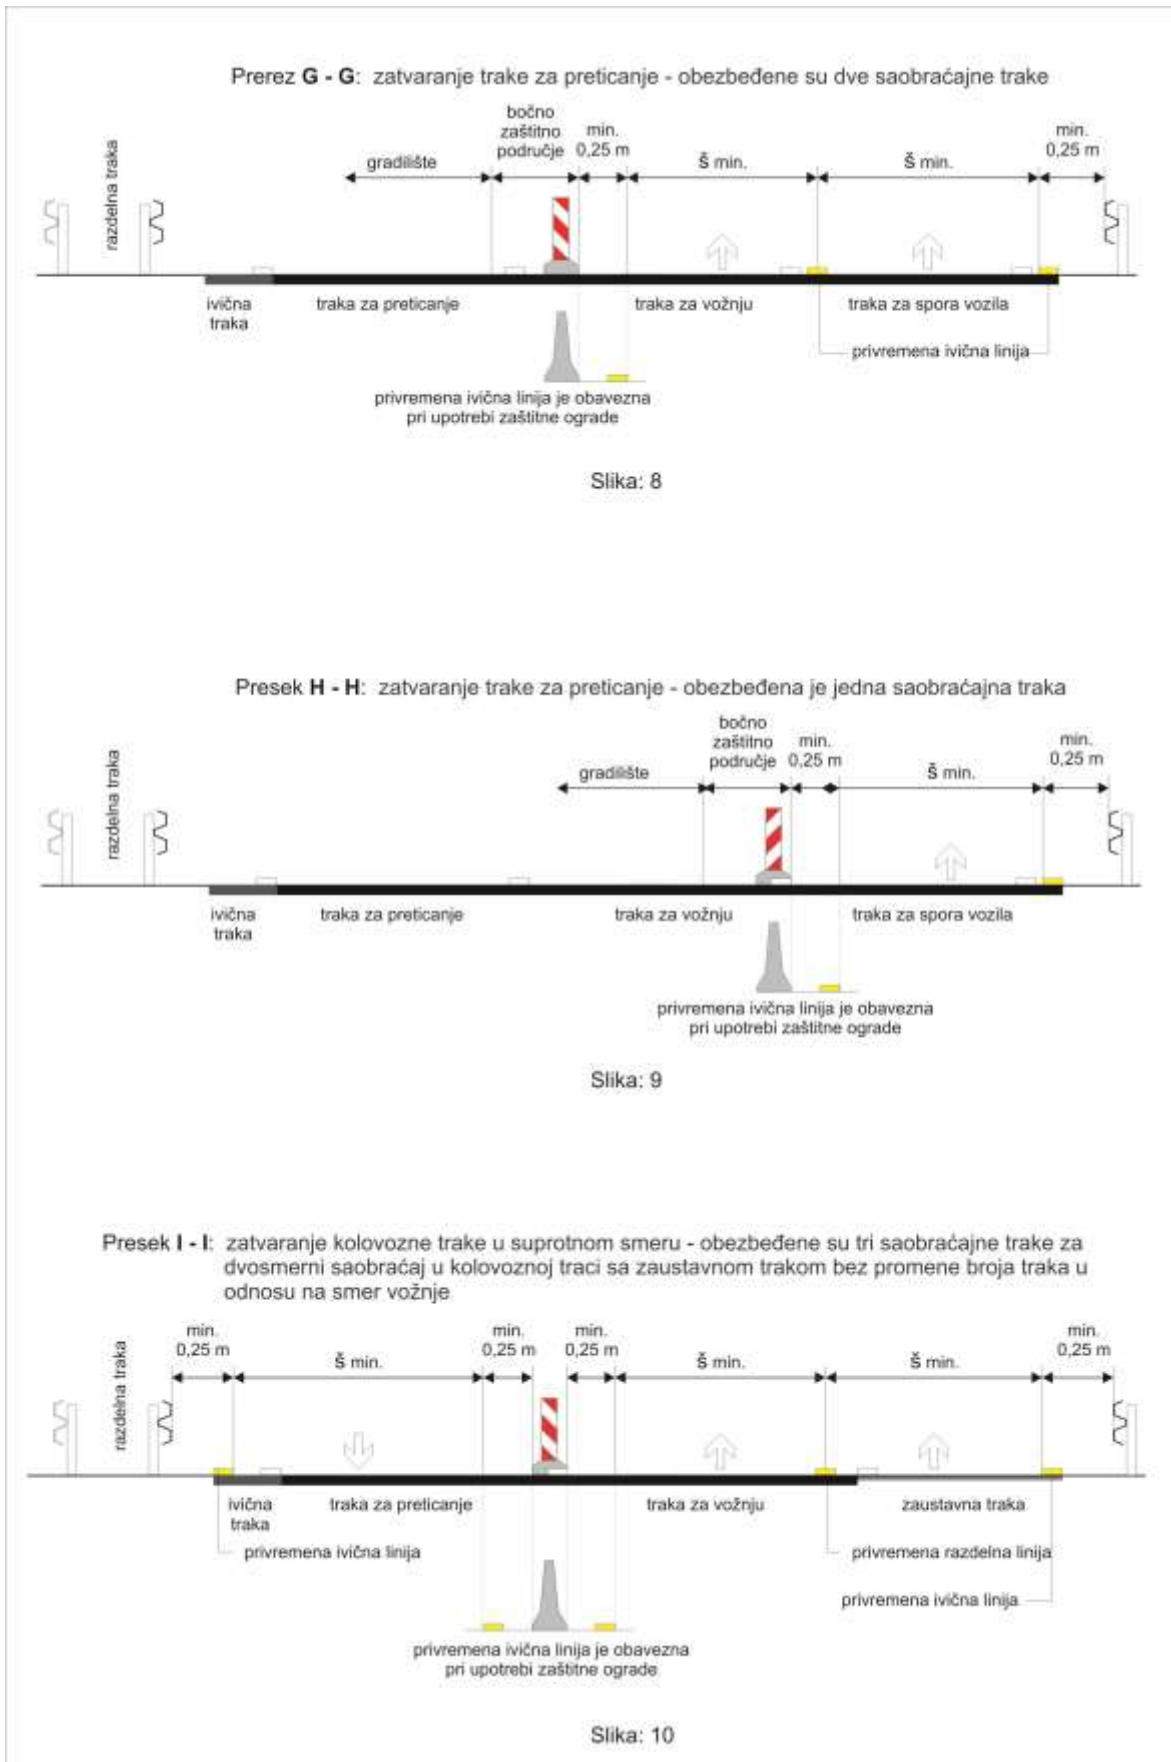 Prerez G - G: zatvaranje trake za preticanje - obezbeđene su dve saobraćajne trake
razdelna traka
gradilište
bočno
zaštitno
područje
min.
0,25 m
Š min.
Š min.
min.
0,25 m
ivična
traka
traka za preticanje
traka za vožnju
traka za spora vozila
privremena ivična linija
privremena ivična linija je obavezna
pri upotrebi zaštitne ograde
Slika: 8
Presek H - H: zatvaranje trake za preticanje - obezbeđena je jedna saobraćajna traka
razdelna traka
gradilište
bočno
zaštitno
područje
min.
0,25 m
Š min.
min.
0,25 m
ivična
traka
traka za preticanje
traka za vožnju
traka za spora vozila
privremena ivična linija je obavezna
pri upotrebi zaštitne ograde
Slika: 9
Presek I - I: zatvaranje kolovozne trake u suprotnom smeru - obezbeđene su tri saobraćajne trake za
dvosmerni saobraćaj u kolovoznoj traci sa zaustavnom trakom bez promene broja traka u
odnosu na smer vožnje
razdelna traka
min.
0,25 m
Š min.
min.
0,25 m
min.
0,25 m
Š min.
Š min.
min.
0,25 m
ivična
traka
traka za preticanje
traka za vožnju
zaustavna traka
privremena ivična linija
privremena razdelna linija
privremena ivična linija
privremena ivična linija je obavezna
pri upotrebi zaštitne ograde
Slika: 10